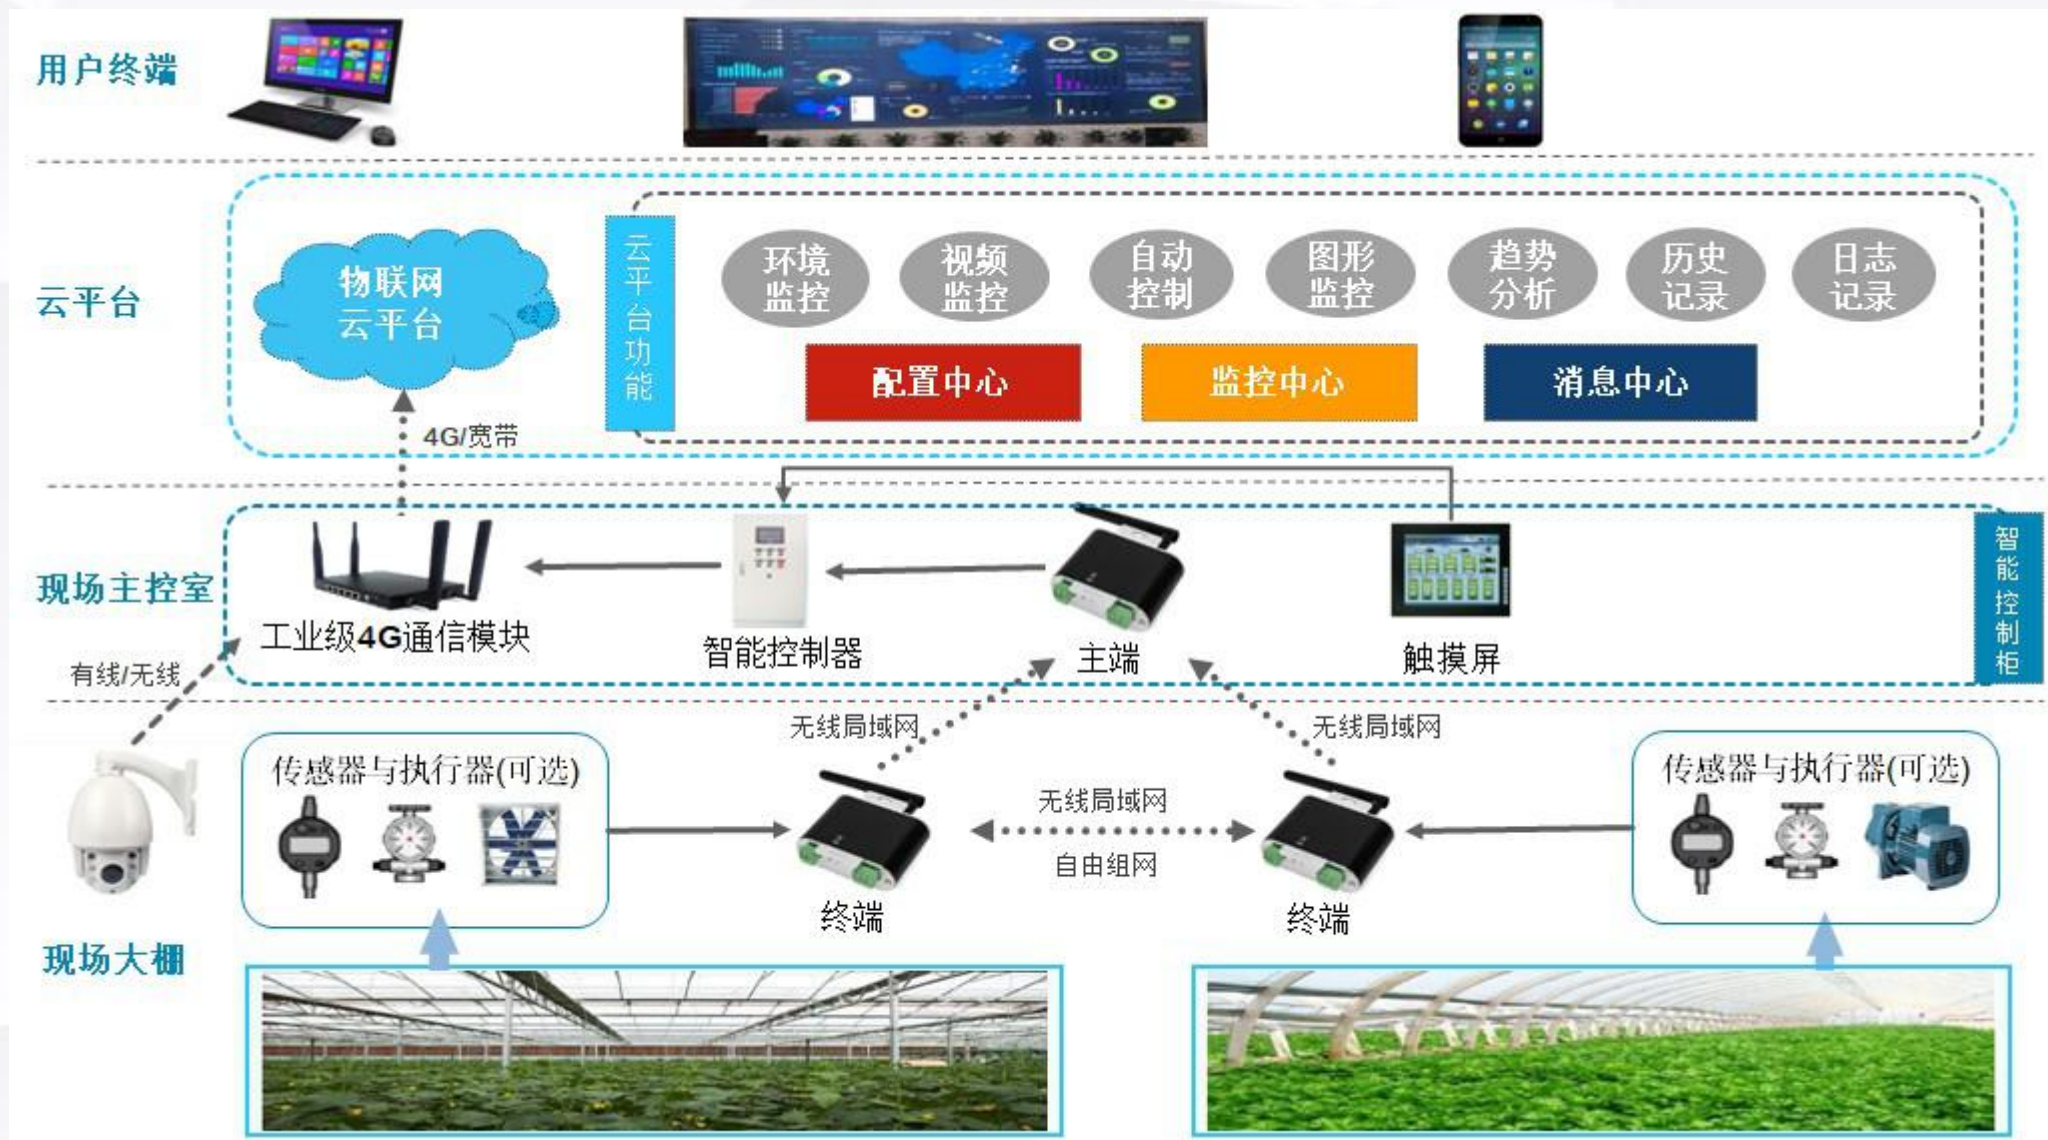 用户终端
云平台
物联网
云平台
云平台功能
环境
监控
视频
监控
自动
控制
图形
监控
趋势
分析
历史
记录
日志
记录
配置中心
监控中心
消息中心
4G/宽带
现场主控室
工业级4G通信模块
智能控制器
主端
触摸屏
智能控制柜
有线/无线
无线局域网
无线局域网
传感器与执行器(可选)
传感器与执行器(可选)
无线局域网
自由组网
终端
终端
现场大棚